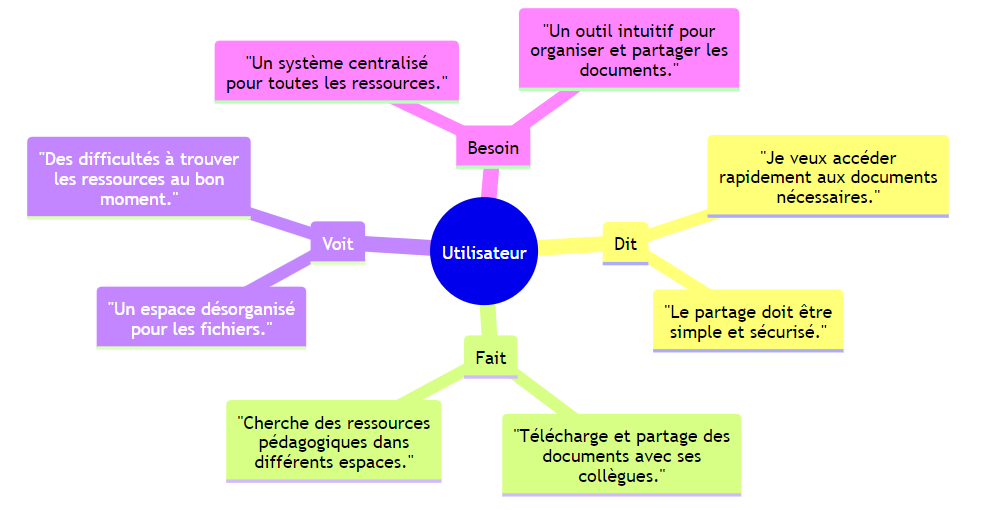 "Un outil intuitif pour
organiser et partager les
documents."
"Un système centralisé
pour toutes les ressources."
Besoin
"Des difficultés à trouver
les ressources au bon
moment."
"Je veux accéder
rapidement aux documents
nécessaires."
Voit
Utilisateur
Dit
"Un espace désorganisé
pour les fichiers."
"Le partage doit être
simple et sécurisé."
Fait
"Cherche des ressources
pédagogiques dans
différents espaces."
"Télécharge et partage des
documents avec ses
collègues."